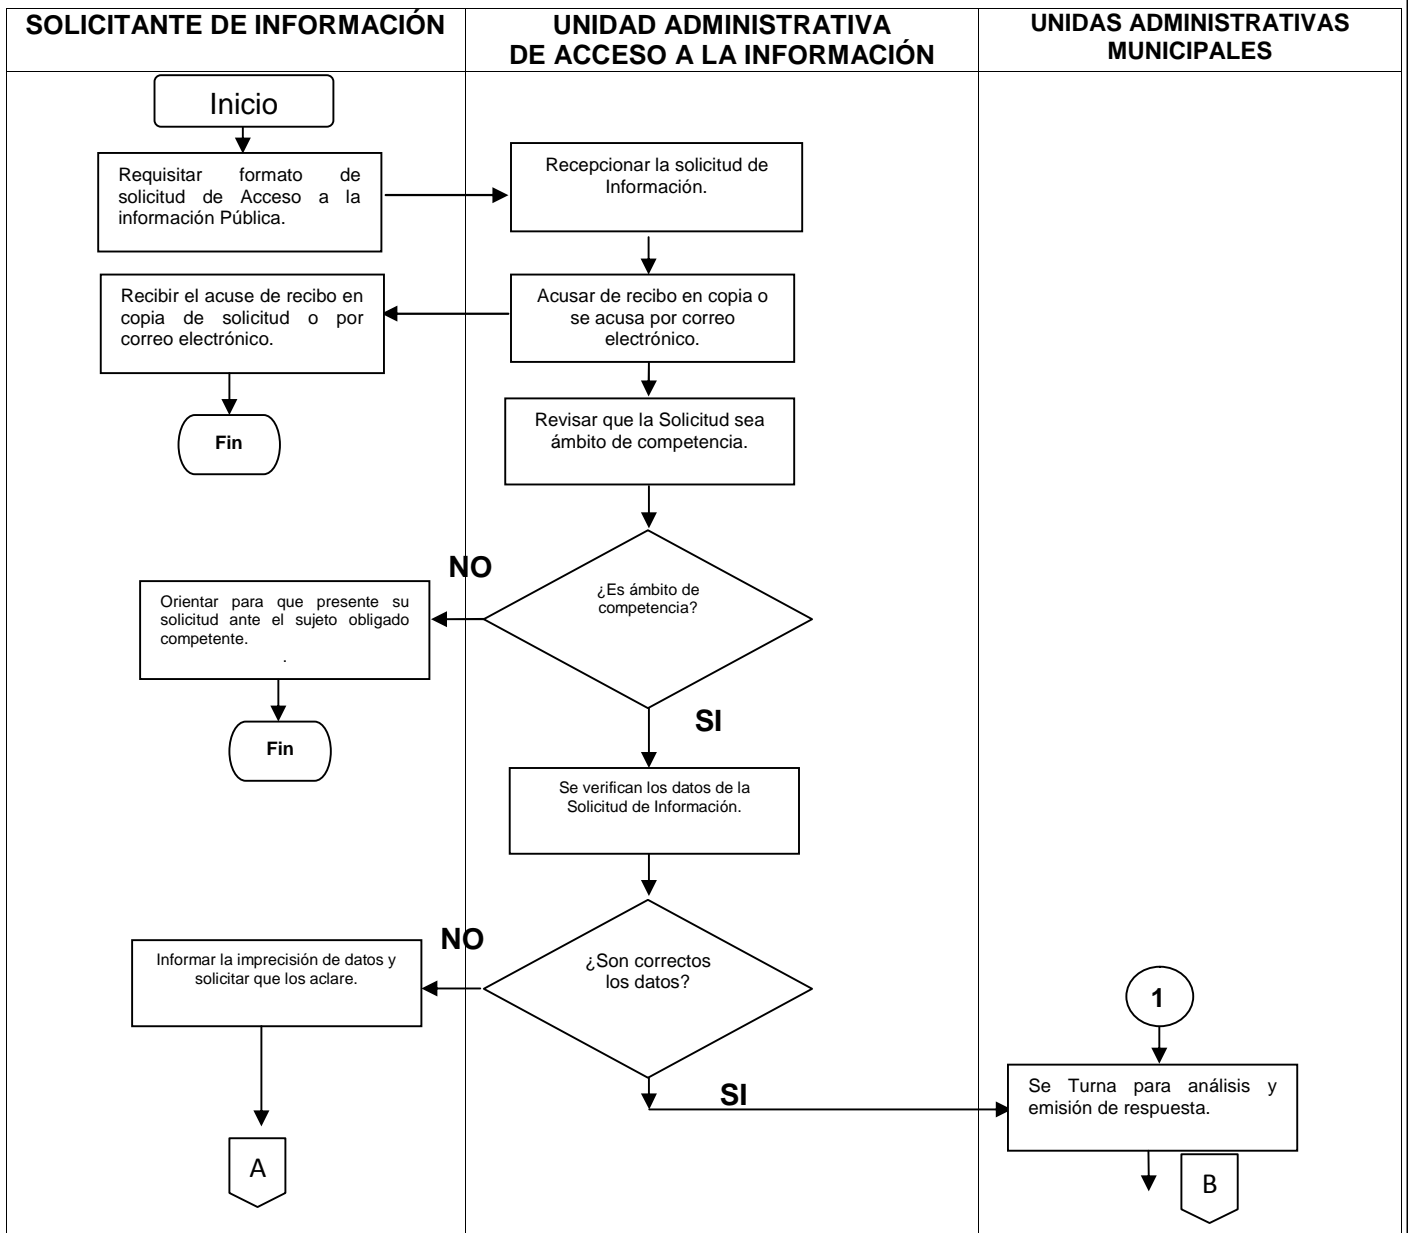 SOLICITANTE DE INFORMACIÓN
UNIDAD ADMINISTRATIVA
DE ACCESO A LA INFORMACIÓN
UNIDAS ADMINISTRATIVAS
MUNICIPALES
Inicio
Requisitar formato de
solicitud de Acceso a la
información Pública.
Recepcionar la solicitud de
Información.
Recibir el acuse de recibo en
copia de solicitud o por
correo electrónico.
Acusar de recibo en copia o
se acusa por correo
electrónico.
Fin
Revisar que la Solicitud sea
ámbito de competencia.
NO
¿Es ámbito de
competencia?
Orientar para que presente su
solicitud ante el sujeto obligado
competente.
.
SI
Fin
Se verifican los datos de la
Solicitud de Información.
NO
¿Son correctos
los datos?
Informar la imprecisión de datos y
solicitar que los aclare.
1
SI
Se Turna para análisis y
emisión de respuesta.
A
B